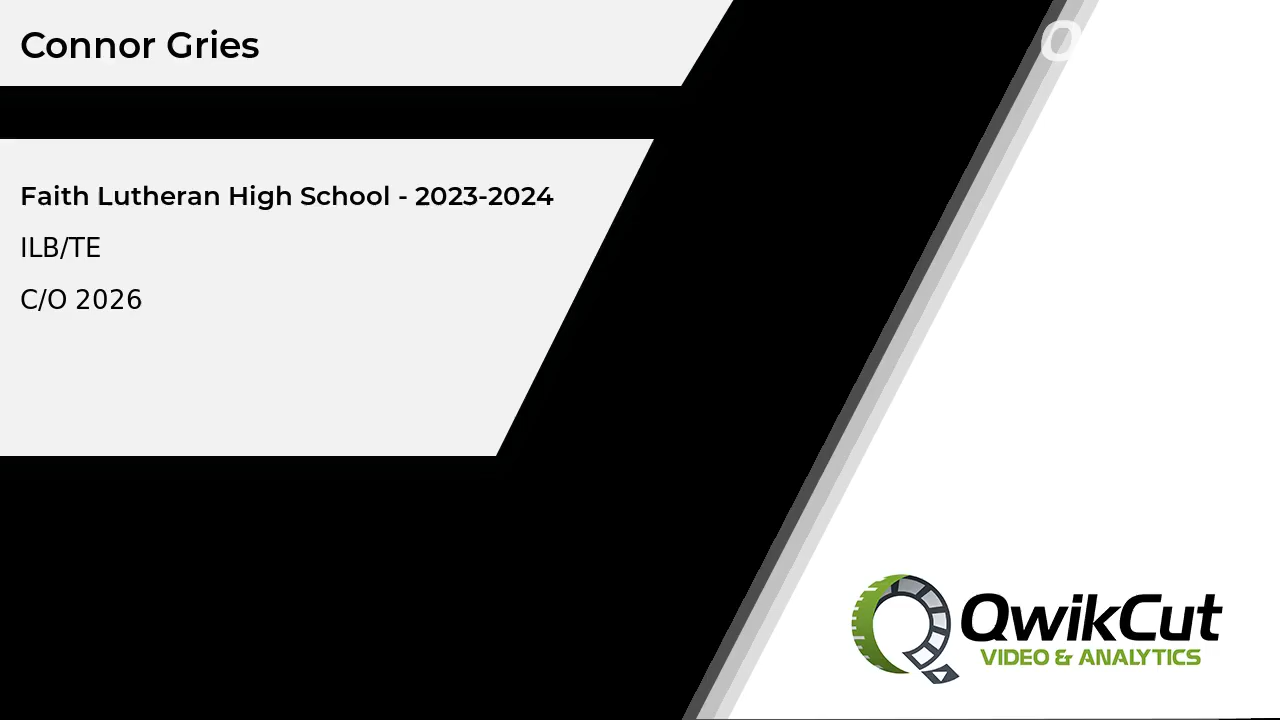 Connor Gries
Faith Lutheran High School - 2023-2024
ILB/TE
C/O 2026
QwikCut
VIDEO & ANALYTICS